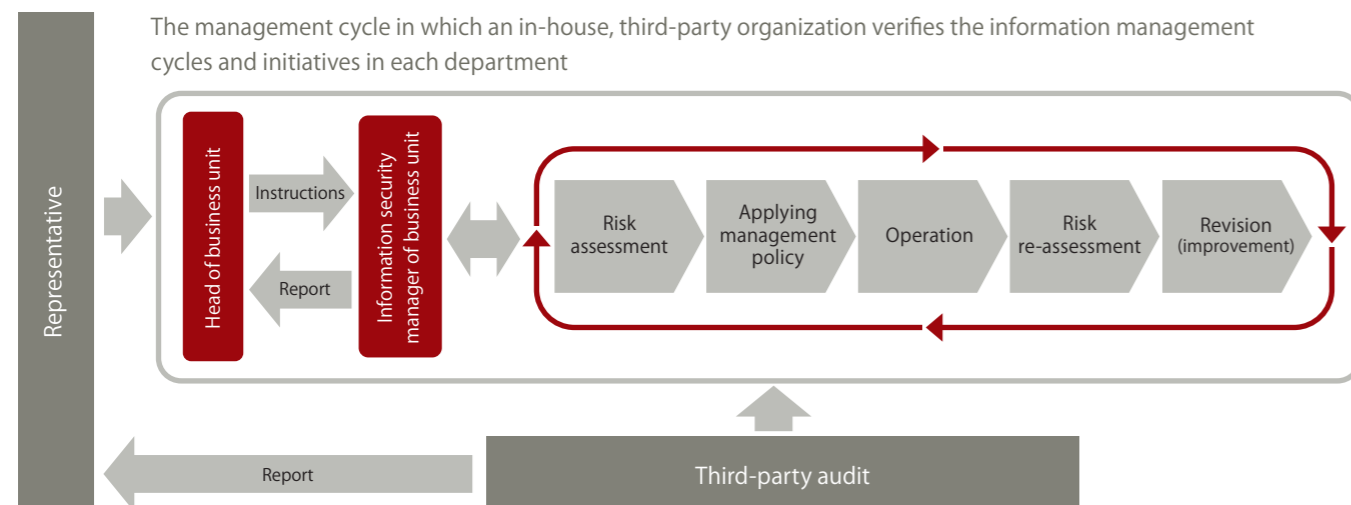 The management cycle in which an in-house, third-party organization verifies the information management
cycles and initiatives in each department
Representative
Head of business unit
Instructions
Report
Information security
manager of business unit
Risk
assessment
Applying
management
policy
Operation
Risk
re-assessment
Revision
(improvement)
Report
Third-party audit